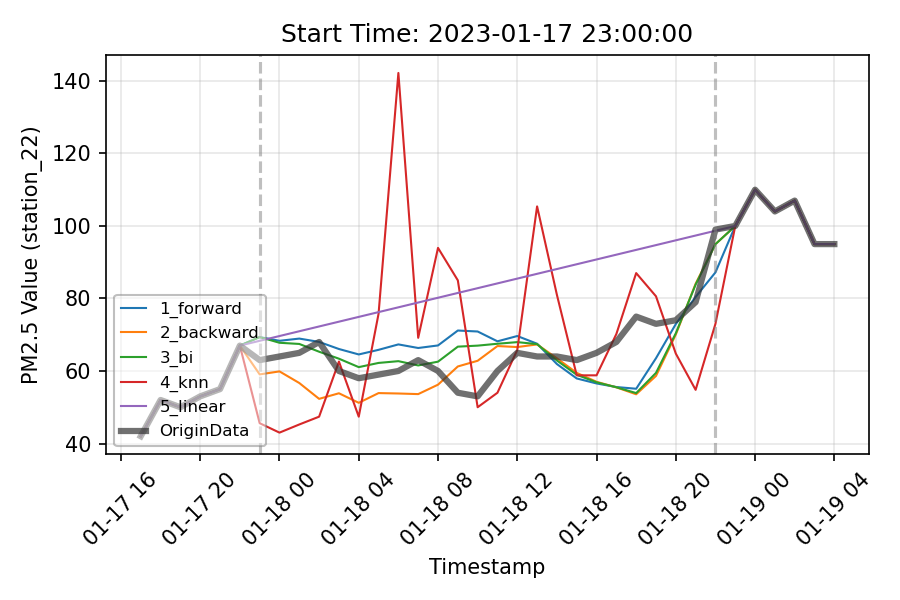 Start Time: 2023-01-17 23:00:00
PM2.5 Value (station_22)
140
120
100
80
60
40
1_forward
2_backward
3_bi
4_knn
5_linear
OriginData
01-17 16
01-17 20
01-18 00
01-18 04
01-18 08
01-18 12
01-18 16
01-18 20
01-19 00
01-19 04
Timestamp